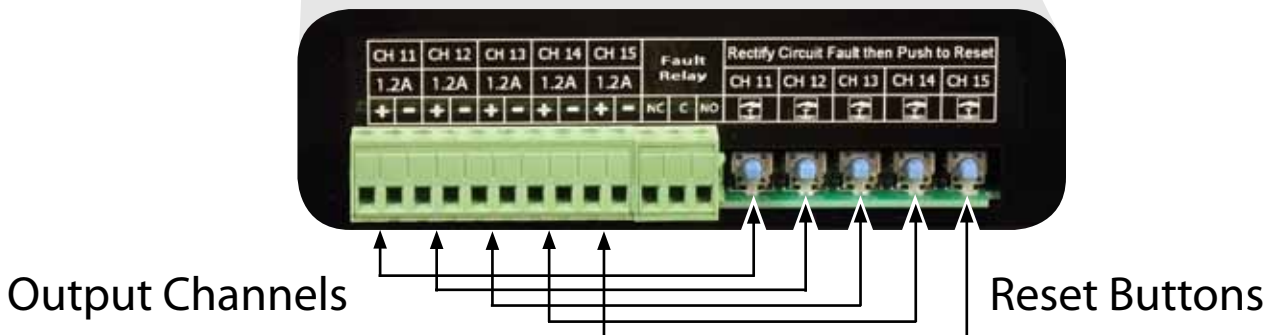 CH 11 CH 12 CH 13 CH 14 CH 15 Fault Relay Rectify Circuit Fault then Push to Reset
1.2A 1.2A 1.2A 1.2A 1.2A CH 11 CH 12 CH 13 CH 14 CH 15
+ - + - + - + - + - NC C NO
Output Channels
Reset Buttons